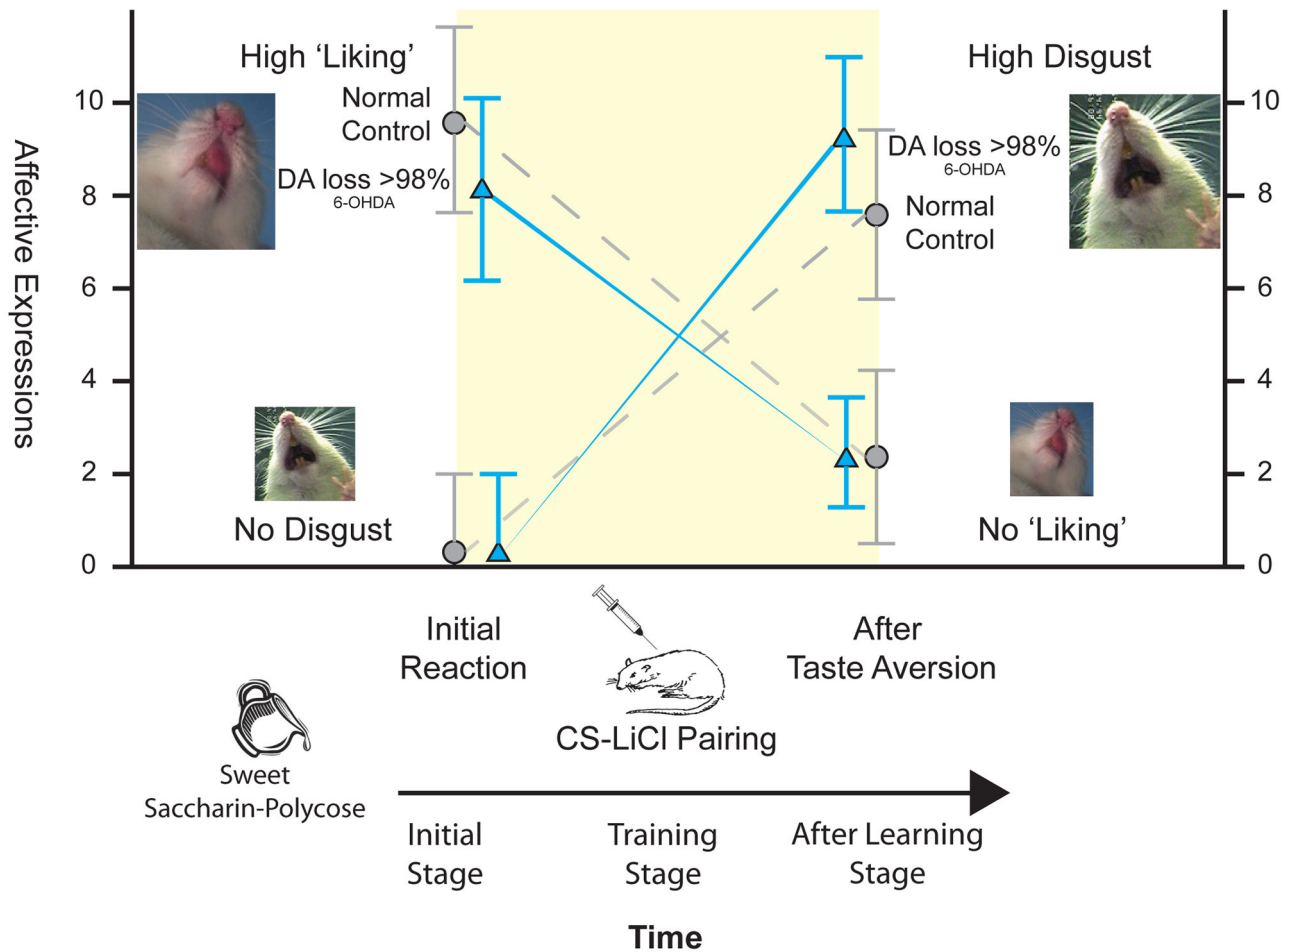 High ‘Liking’
High Disgust
Normal
Control
DA loss >98%
6-OHDA
DA loss >98%
6-OHDA
Normal
Control
Affective Expressions
10
8
6
4
2
0
10
8
6
4
2
0
No Disgust
No ‘Liking’
Initial
Reaction
After
Taste Aversion
CS-LiCl Pairing
Sweet
Saccharin-Polycose
Initial
Stage
Training
Stage
After Learning
Stage
Time